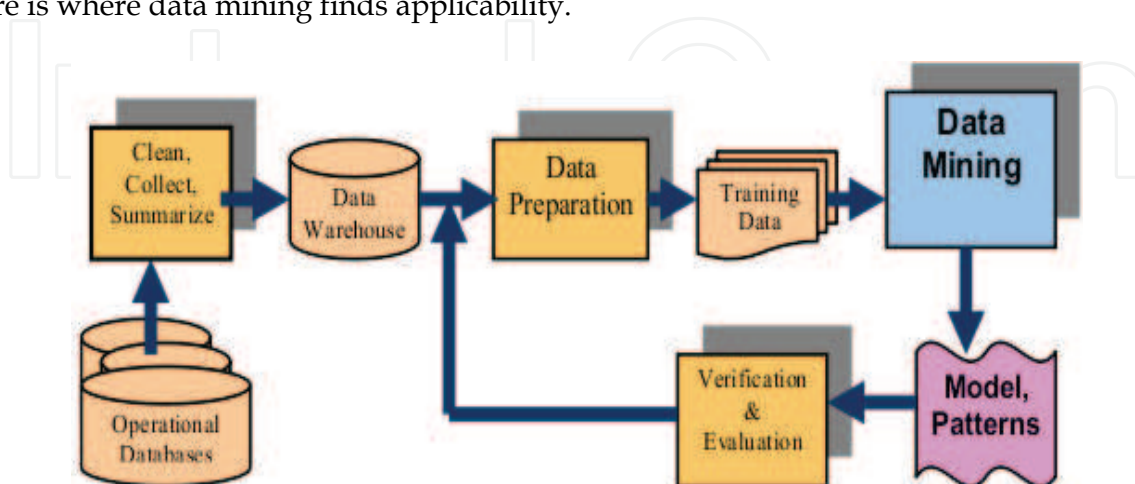 re is where data mining finds applicability.
Clean,
Collect,
Summarize
Data
Warehouse
Data
Preparation
Training
Data
Data
Mining
Operational
Databases
Verification
&
Evaluation
Model,
Patterns